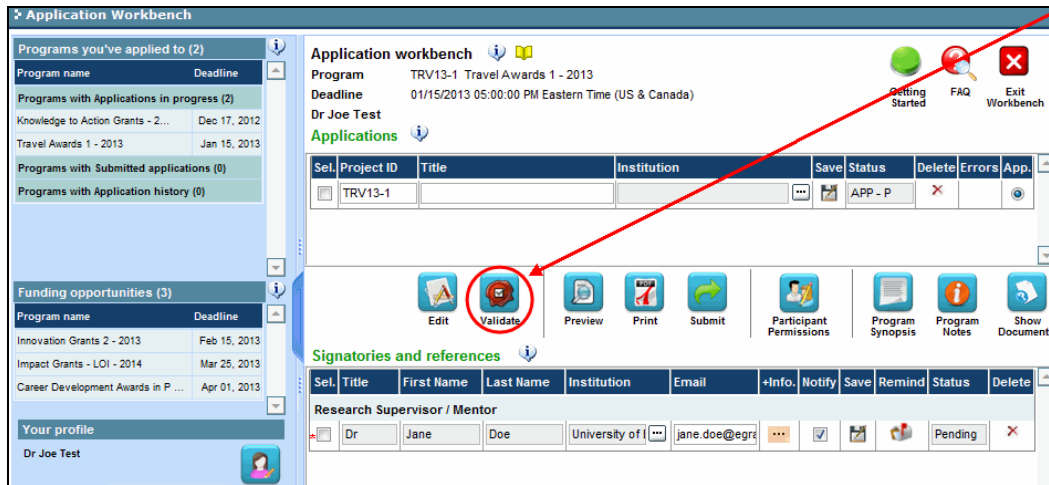 Application Workbench
Programs you've applied to (2)
Program name Deadline
Programs with Applications in progress (2)
Knowledge to Action Grants - 2... Dec 17, 2012
Travel Awards 1 - 2013 Jan 15, 2013
Programs with Submitted applications (0)
Programs with Application history (0)
Funding opportunities (3)
Program name Deadline
Innovation Grants 2 - 2013 Feb 15, 2013
Impact Grants - LOI - 2014 Mar 25, 2013
Career Development Awards in P ... Apr 01, 2013
Your profile
Dr Joe Test
Application workbench
Program TRV13-1 Travel Awards 1 - 2013
Deadline 01/15/2013 05:00:00 PM Eastern Time (US & Canada)
Dr Joe Test
Getting Started
FAQ
Exit Workbench
Applications
Sel. Project ID Title Institution Save Status Delete Errors App.
TRV13-1 ... APP - P
Edit Validate Preview Print Submit Participant Permissions Program Synopsis Program Notes Show Document
Signatories and references
Sel. Title First Name Last Name Institution Email +Info. Notify Save Remind Status Delete
Research Supervisor / Mentor
* Dr Jane Doe University of I ... jane.doe@egra ... Pending